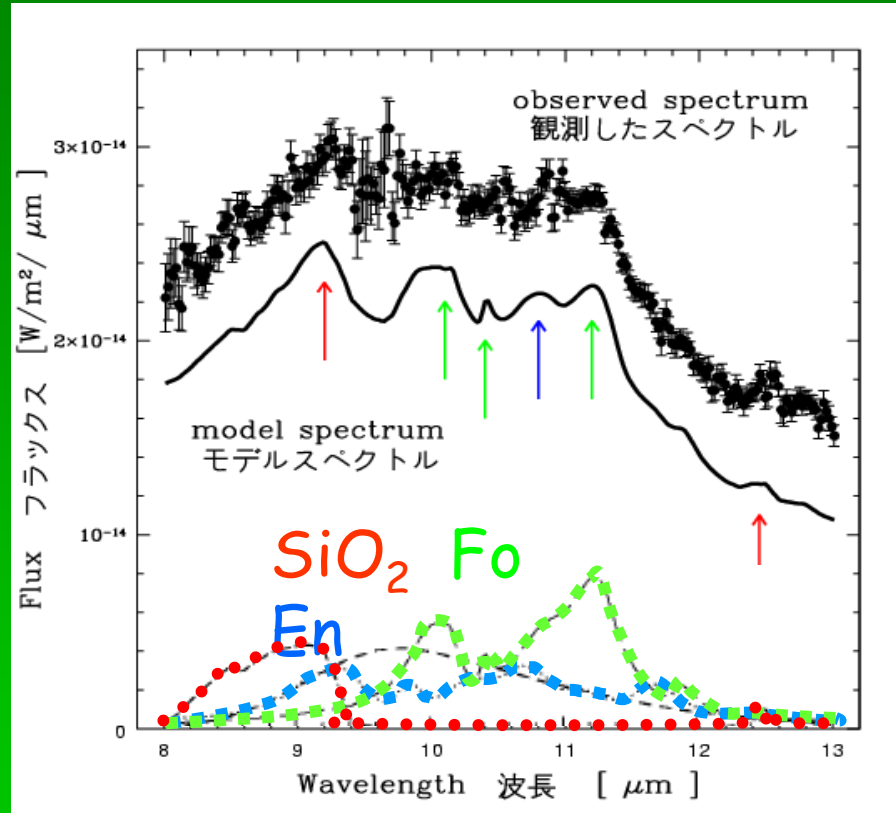 observed spectrum
観測したスペクトル
3×10⁻¹⁴
2×10⁻¹⁴
10⁻¹⁴
0
Flux フラックス [W/m²/ μm]
model spectrum
モデルスペクトル
SiO₂ Fo
En
8 9 10 11 12 13
Wavelength 波長 [ μm ]